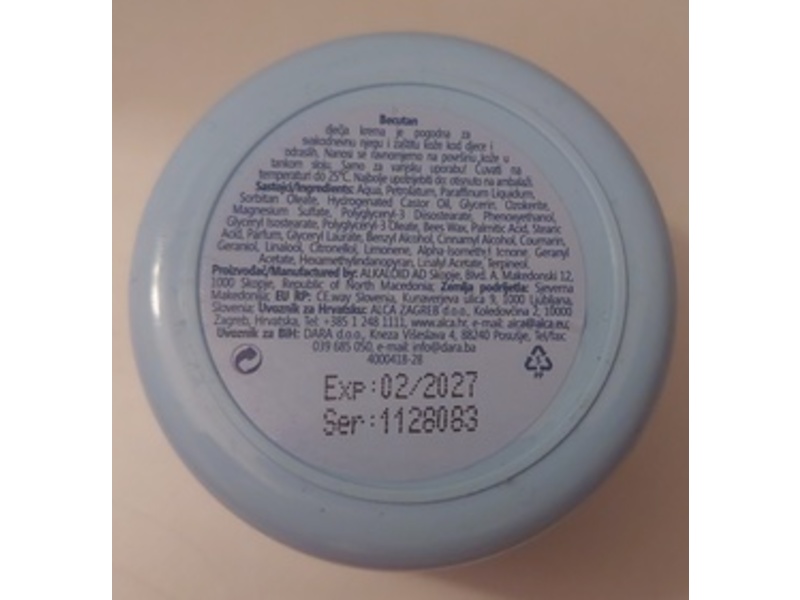 Becutan
dječja krema je pogodna za
svakodnevnu njegu i zaštitu kože kod djece i
odraslih. Nanosi se ravnomjerno na površinu kože u
tankom sloju. Samo za vanjsku uporabu! Čuvati na
temperaturi do 25°C. Najbolje upotrijebiti do: otisnuto na ambalaži.
Sastojci/Ingredients: Aqua, Petrolatum, Paraffinum Liquidum,
Sorbitan Oleate, Hydrogenated Castor Oil, Glycerin, Ozokerite,
Magnesium Sulfate, Polyglyceryl-3 Diisostearate, Phenoxyethanol,
Glyceryl Isostearate, Polyglyceryl-3 Oleate, Bees Wax, Palmitic Acid, Stearic
Acid, Parfum, Glyceryl Laurate, Benzyl Alcohol, Cinnamyl Alcohol, Coumarin,
Geraniol, Linalool, Citronellol, Limonene, Alpha-Isomethyl Ionone, Geranyl
Acetate, Hexamethylindanopyran, Linalyl Acetate, Terpineol.
Proizvođač/Manufactured by: ALKALOID AD Skopje, Blvd. A. Makedonski 12,
1000 Skopje, Republic of North Macedonia; Zemlja podrijetla: Sjeverna
Makedonija; EU RP: CE.way Slovenia, Kunaverjeva ulica 9, 1000 Ljubljana,
Slovenia; Uvoznik za Hrvatsku: ALCA ZAGREB d.o.o., Koledovčina 2, 10000
Zagreb, Hrvatska, Tel: +385 1 248 1111, www.alca.hr, e-mail: alca@alca.eu;
Uvoznik za BIH: DARA d.o.o., Kneza Višeslava 4, 88240 Posušje, Tel/fax:
039 685 050, e-mail: info@dara.ba
4000418-28
5
PP
Exp:02/2027
Ser:1128083